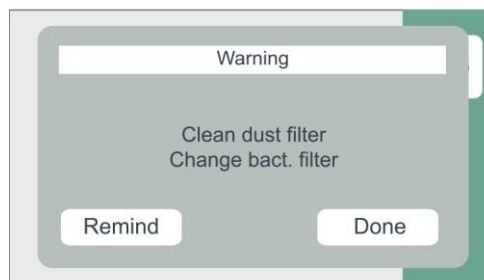 Warning
Clean dust filter
Change bact. filter
Remind
Done